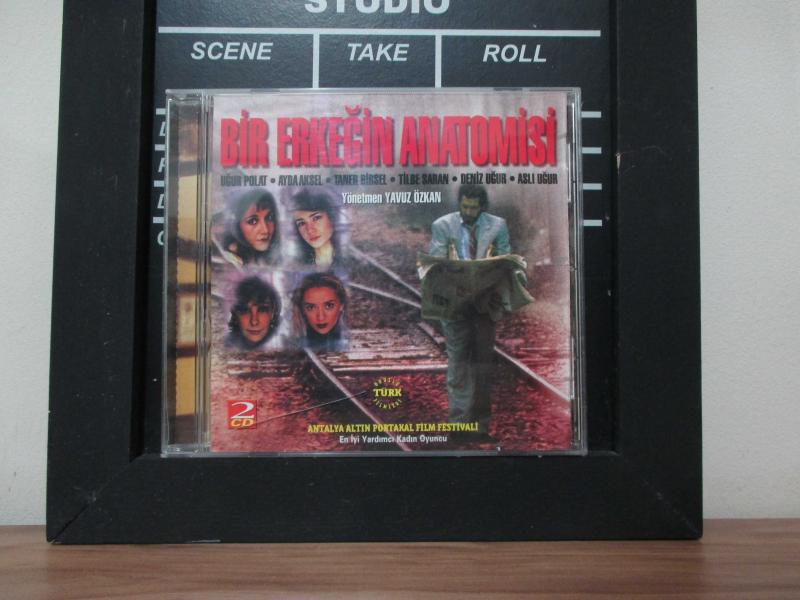 STUDIO
SCENE TAKE ROLL
BİR ERKEĞİN ANATOMİSİ
UĞUR POLAT • AYDA AKSEL • TANER BİRSEL • TİLBE SARAN • DENİZ UĞUR • ASLI UĞUR
Yönetmen YAVUZ ÖZKAN
TÜRK
2
CD
ANTALYA ALTIN PORTAKAL FİLM FESTİVALİ
En İyi Yardımcı Kadın Oyuncu